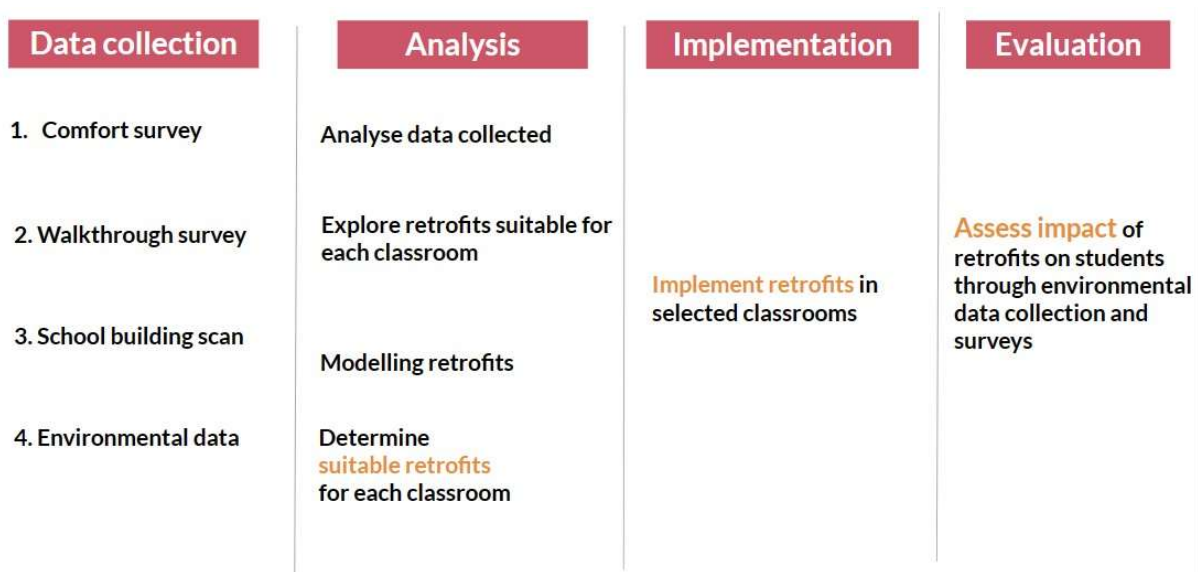 Data collection
1. Comfort survey
2. Walkthrough survey
3. School building scan
4. Environmental data
Analysis
Analyse data collected
Explore retrofits suitable for
each classroom
Modelling retrofits
Determine
suitable retrofits
for each classroom
Implementation
Implement retrofits in
selected classrooms
Evaluation
Assess impact of
retrofits on students
through environmental
data collection and
surveys